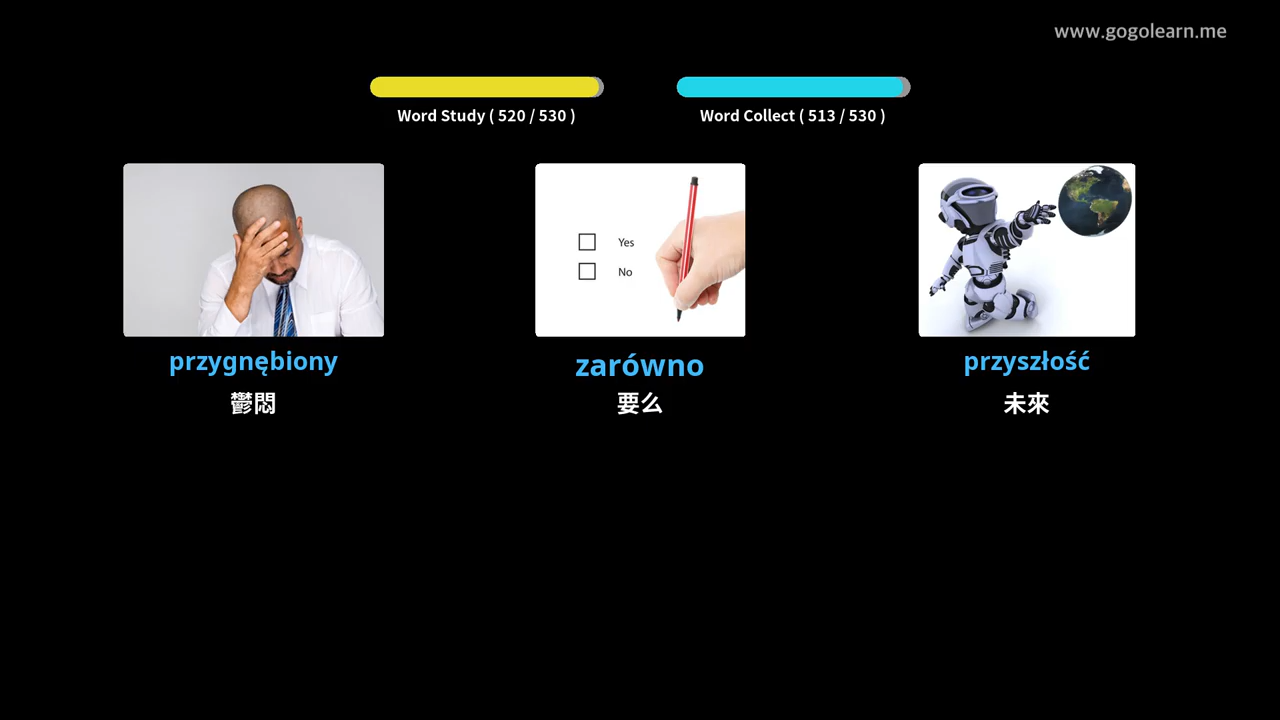 www.gogolearn.me
Word Study ( 520 / 530 )
Word Collect ( 513 / 530 )
Yes
No
przygnębiony
zarówno
przyszłość
鬱悶
要么
未來